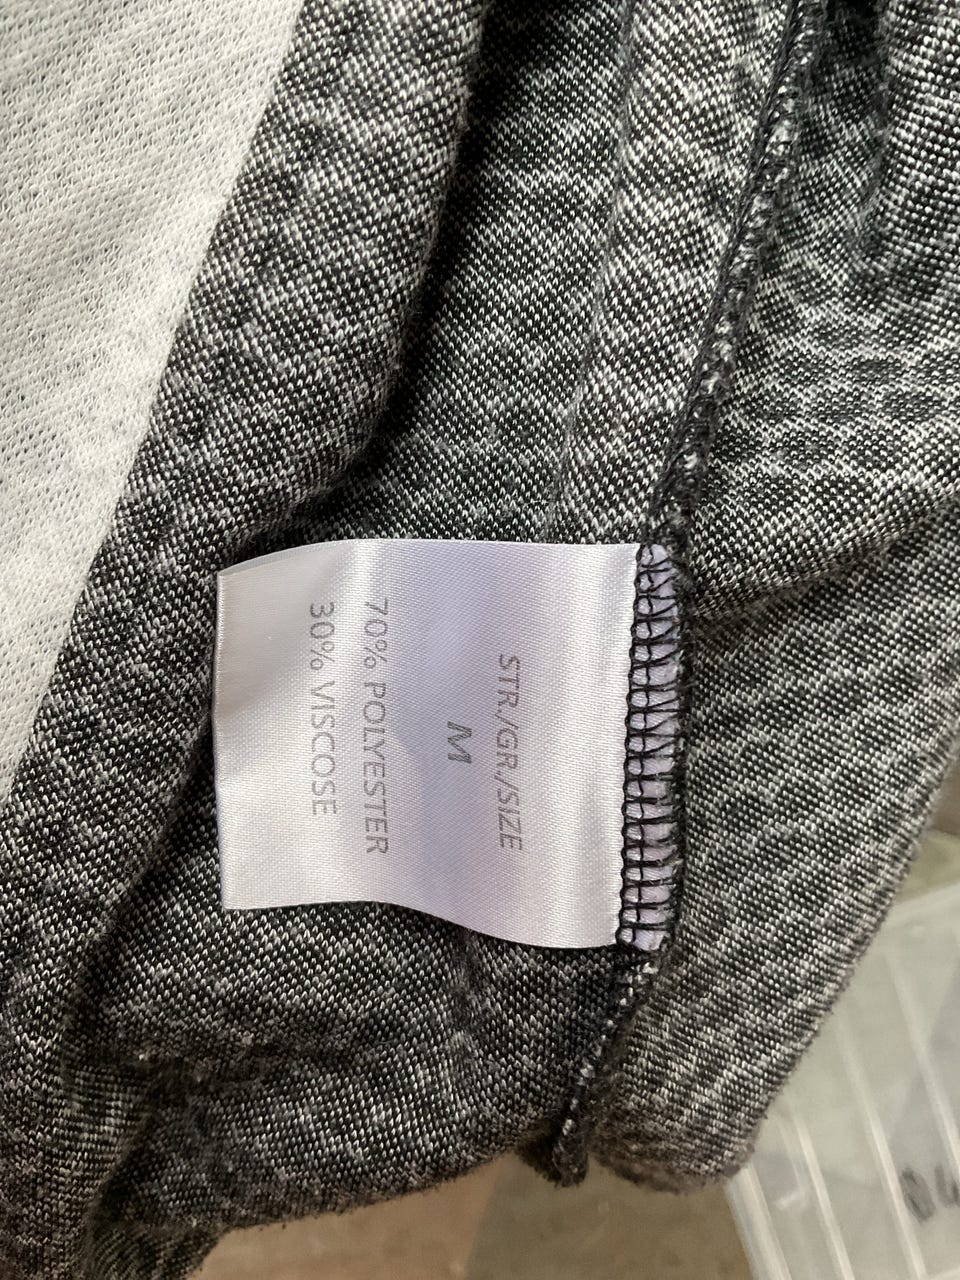 STR/GR/SIZE
M
70% POLYESTER
30% VISCOSE